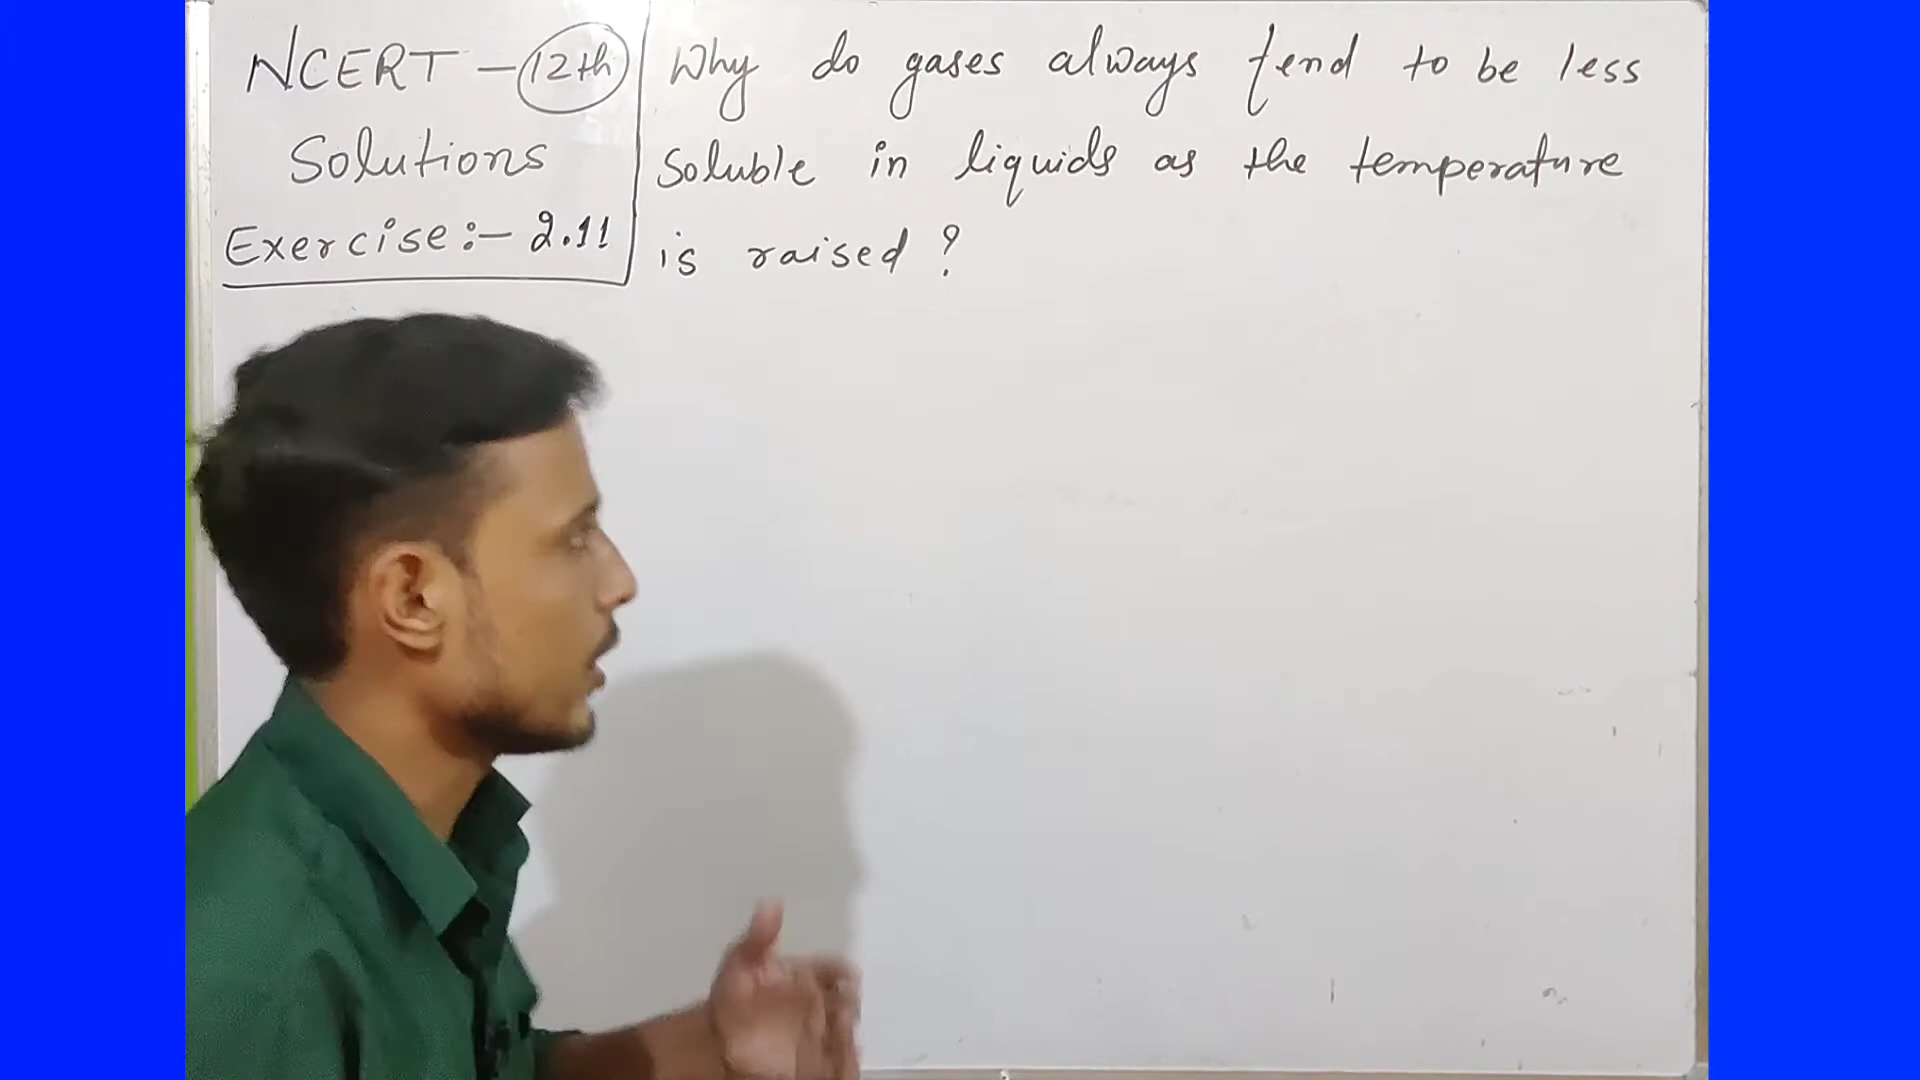 NCERT - 12th
Solutions
Exercise :- 2.11
Why do gases always tend to be less
Soluble in liquids as the temperature
is raised ?